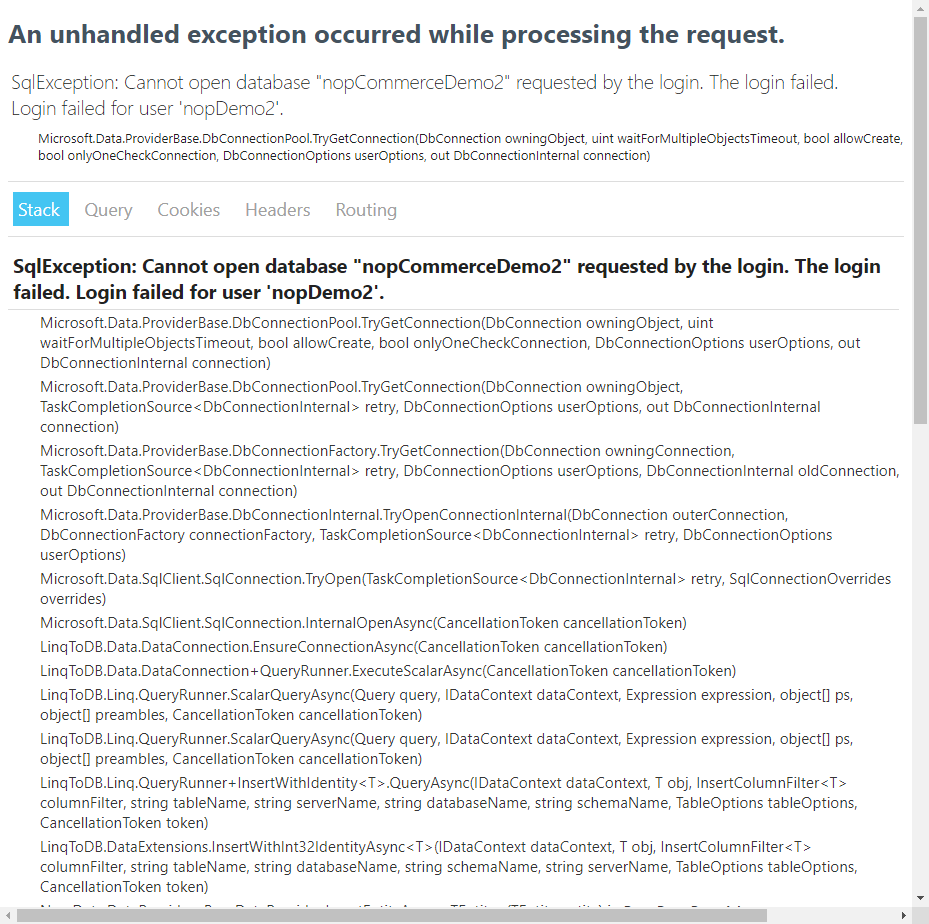 An unhandled exception occurred while processing the request.
SqlException: Cannot open database "nopCommerceDemo2" requested by the login. The login failed.
Login failed for user 'nopDemo2'.
Microsoft.Data.ProviderBase.DbConnectionPool.TryGetConnection(DbConnection owningObject, uint waitForMultipleObjectsTimeout, bool allowCreate,
bool onlyOneCheckConnection, DbConnectionOptions userOptions, out DbConnectionInternal connection)
Stack Query Cookies Headers Routing
SqlException: Cannot open database "nopCommerceDemo2" requested by the login. The login
failed. Login failed for user 'nopDemo2'.
Microsoft.Data.ProviderBase.DbConnectionPool.TryGetConnection(DbConnection owningObject, uint
waitForMultipleObjectsTimeout, bool allowCreate, bool onlyOneCheckConnection, DbConnectionOptions userOptions, out
DbConnectionInternal connection)
Microsoft.Data.ProviderBase.DbConnectionPool.TryGetConnection(DbConnection owningObject,
TaskCompletionSource<DbConnectionInternal> retry, DbConnectionOptions userOptions, out DbConnectionInternal
connection)
Microsoft.Data.ProviderBase.DbConnectionFactory.TryGetConnection(DbConnection owningConnection,
TaskCompletionSource<DbConnectionInternal> retry, DbConnectionOptions userOptions, DbConnectionInternal oldConnection,
out DbConnectionInternal connection)
Microsoft.Data.ProviderBase.DbConnectionInternal.TryOpenConnectionInternal(DbConnection outerConnection,
DbConnectionFactory connectionFactory, TaskCompletionSource<DbConnectionInternal> retry, DbConnectionOptions
userOptions)
Microsoft.Data.SqlClient.SqlConnection.TryOpen(TaskCompletionSource<DbConnectionInternal> retry, SqlConnectionOverrides
overrides)
Microsoft.Data.SqlClient.SqlConnection.InternalOpenAsync(CancellationToken cancellationToken)
LinqToDB.Data.DataConnection.EnsureConnectionAsync(CancellationToken cancellationToken)
LinqToDB.Data.DataConnection+QueryRunner.ExecuteScalarAsync(CancellationToken cancellationToken)
LinqToDB.Linq.QueryRunner.ScalarQueryAsync(Query query, IDataContext dataContext, Expression expression, object[] ps,
object[] preambles, CancellationToken cancellationToken)
LinqToDB.Linq.QueryRunner.ScalarQueryAsync(Query query, IDataContext dataContext, Expression expression, object[] ps,
object[] preambles, CancellationToken cancellationToken)
LinqToDB.Linq.QueryRunner+InsertWithIdentity<T>.QueryAsync(IDataContext dataContext, T obj, InsertColumnFilter<T>
columnFilter, string tableName, string serverName, string databaseName, string schemaName, TableOptions tableOptions,
CancellationToken token)
LinqToDB.DataExtensions.InsertWithInt32IdentityAsync<T>(IDataContext dataContext, T obj, InsertColumnFilter<T>
columnFilter, string tableName, string databaseName, string schemaName, string serverName, TableOptions tableOptions,
CancellationToken token)